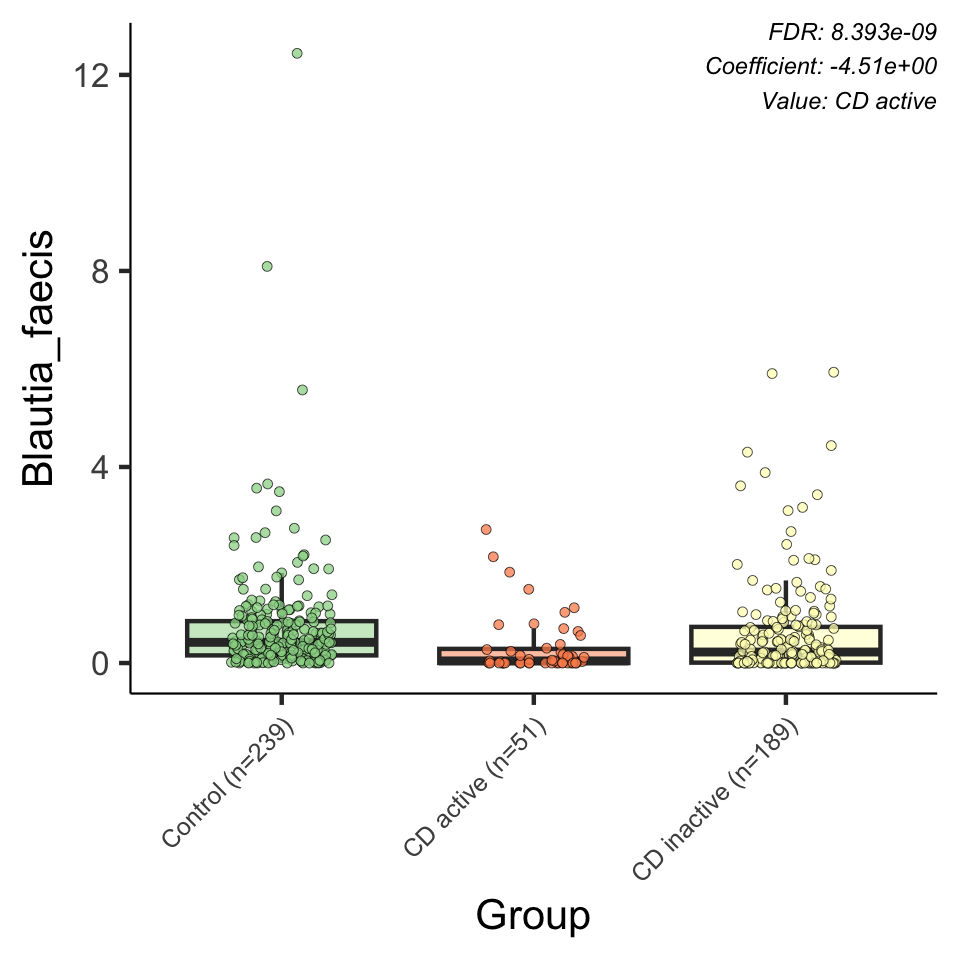 FDR: 8.393e-09
Coefficient: -4.51e+00
Value: CD active
12
8
4
0
Blautia_faecis
Control (n=239)
CD active (n=51)
CD inactive (n=189)
Group